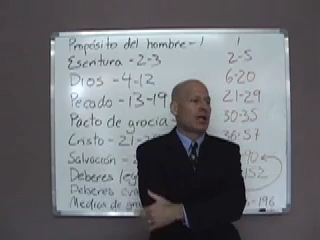 Propósito del hombre - 1 1
Escritura - 2-3 2-5
Dios - 4-12 6-20
Pecado - 13-19 21-29
Pacto de gracia 30-35
Cristo - 21- 36-57
Salvación -
Deberes 152
Deberes
Medios de 196